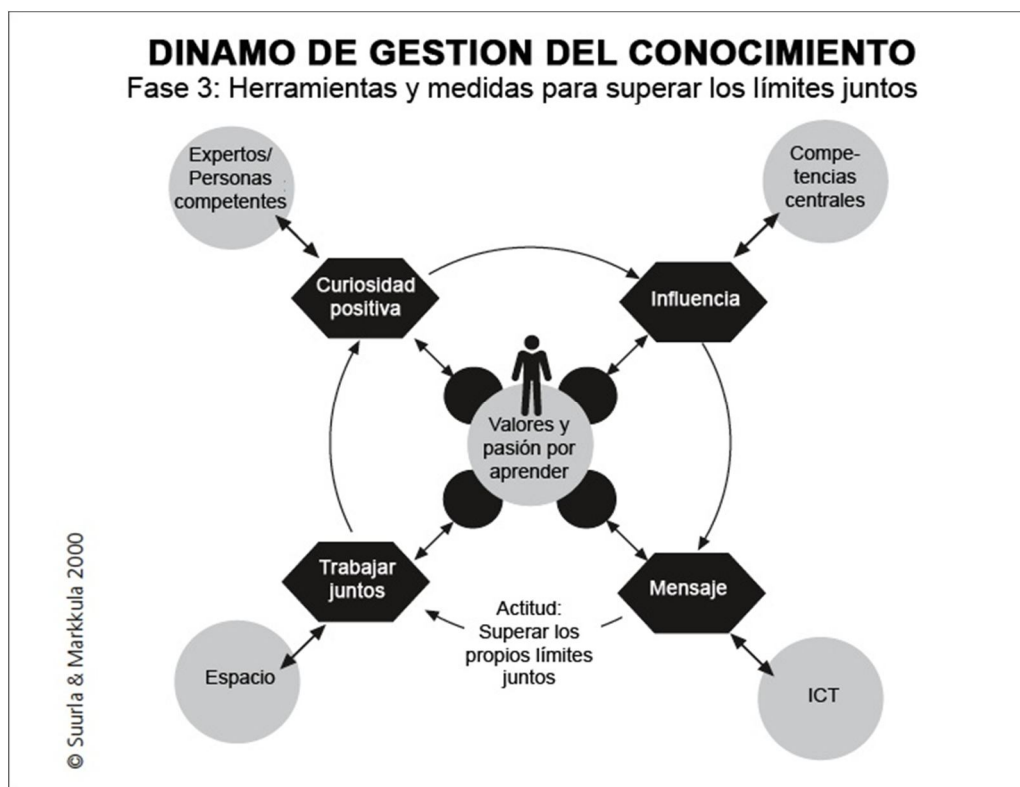 DINAMO DE GESTION DEL CONOCIMIENTO
Fase 3: Herramientas y medidas para superar los límites juntos
Expertos/
Personas
competentes
Compe-
tencias
centrales
Curiosidad
positiva
Influencia
Valores y
pasión por
aprender
Trabajar
juntos
Mensaje
Actitud:
Superar los
propios límites
juntos
Espacio
ICT
© Suurla & Markkula 2000